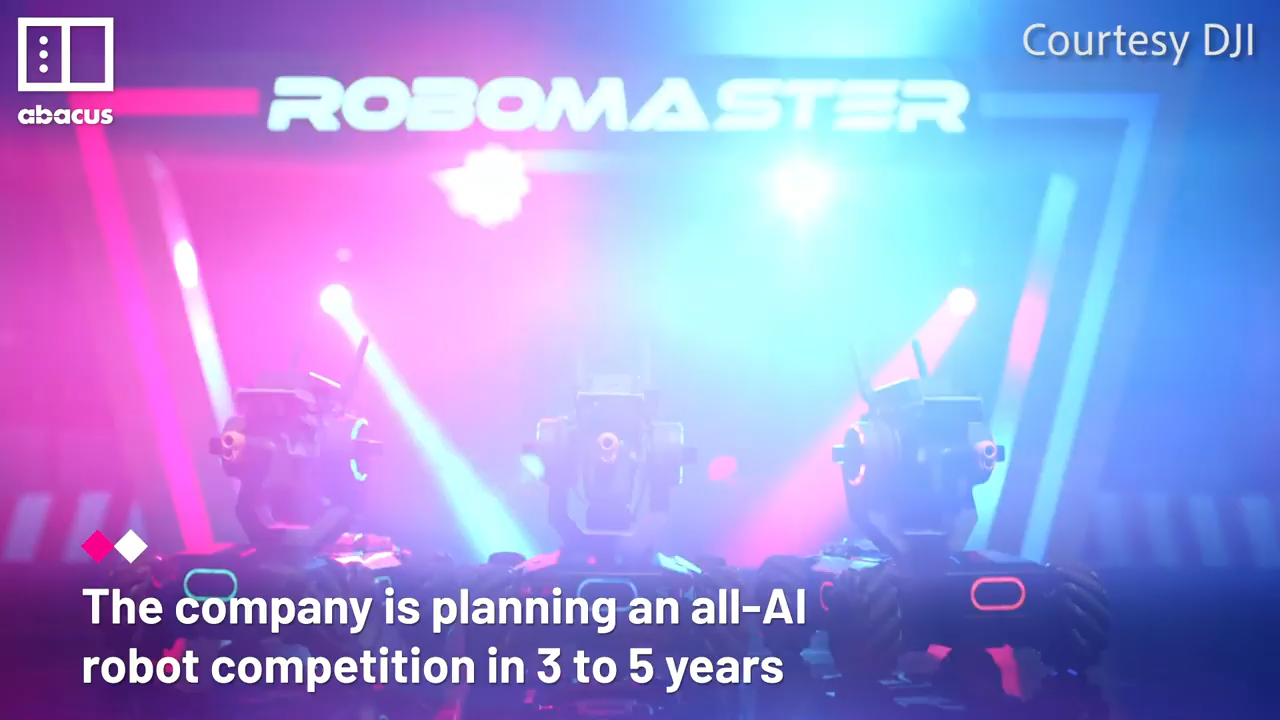 abacus
Courtesy DJI
ROBOMASTER
The company is planning an all-AI
robot competition in 3 to 5 years